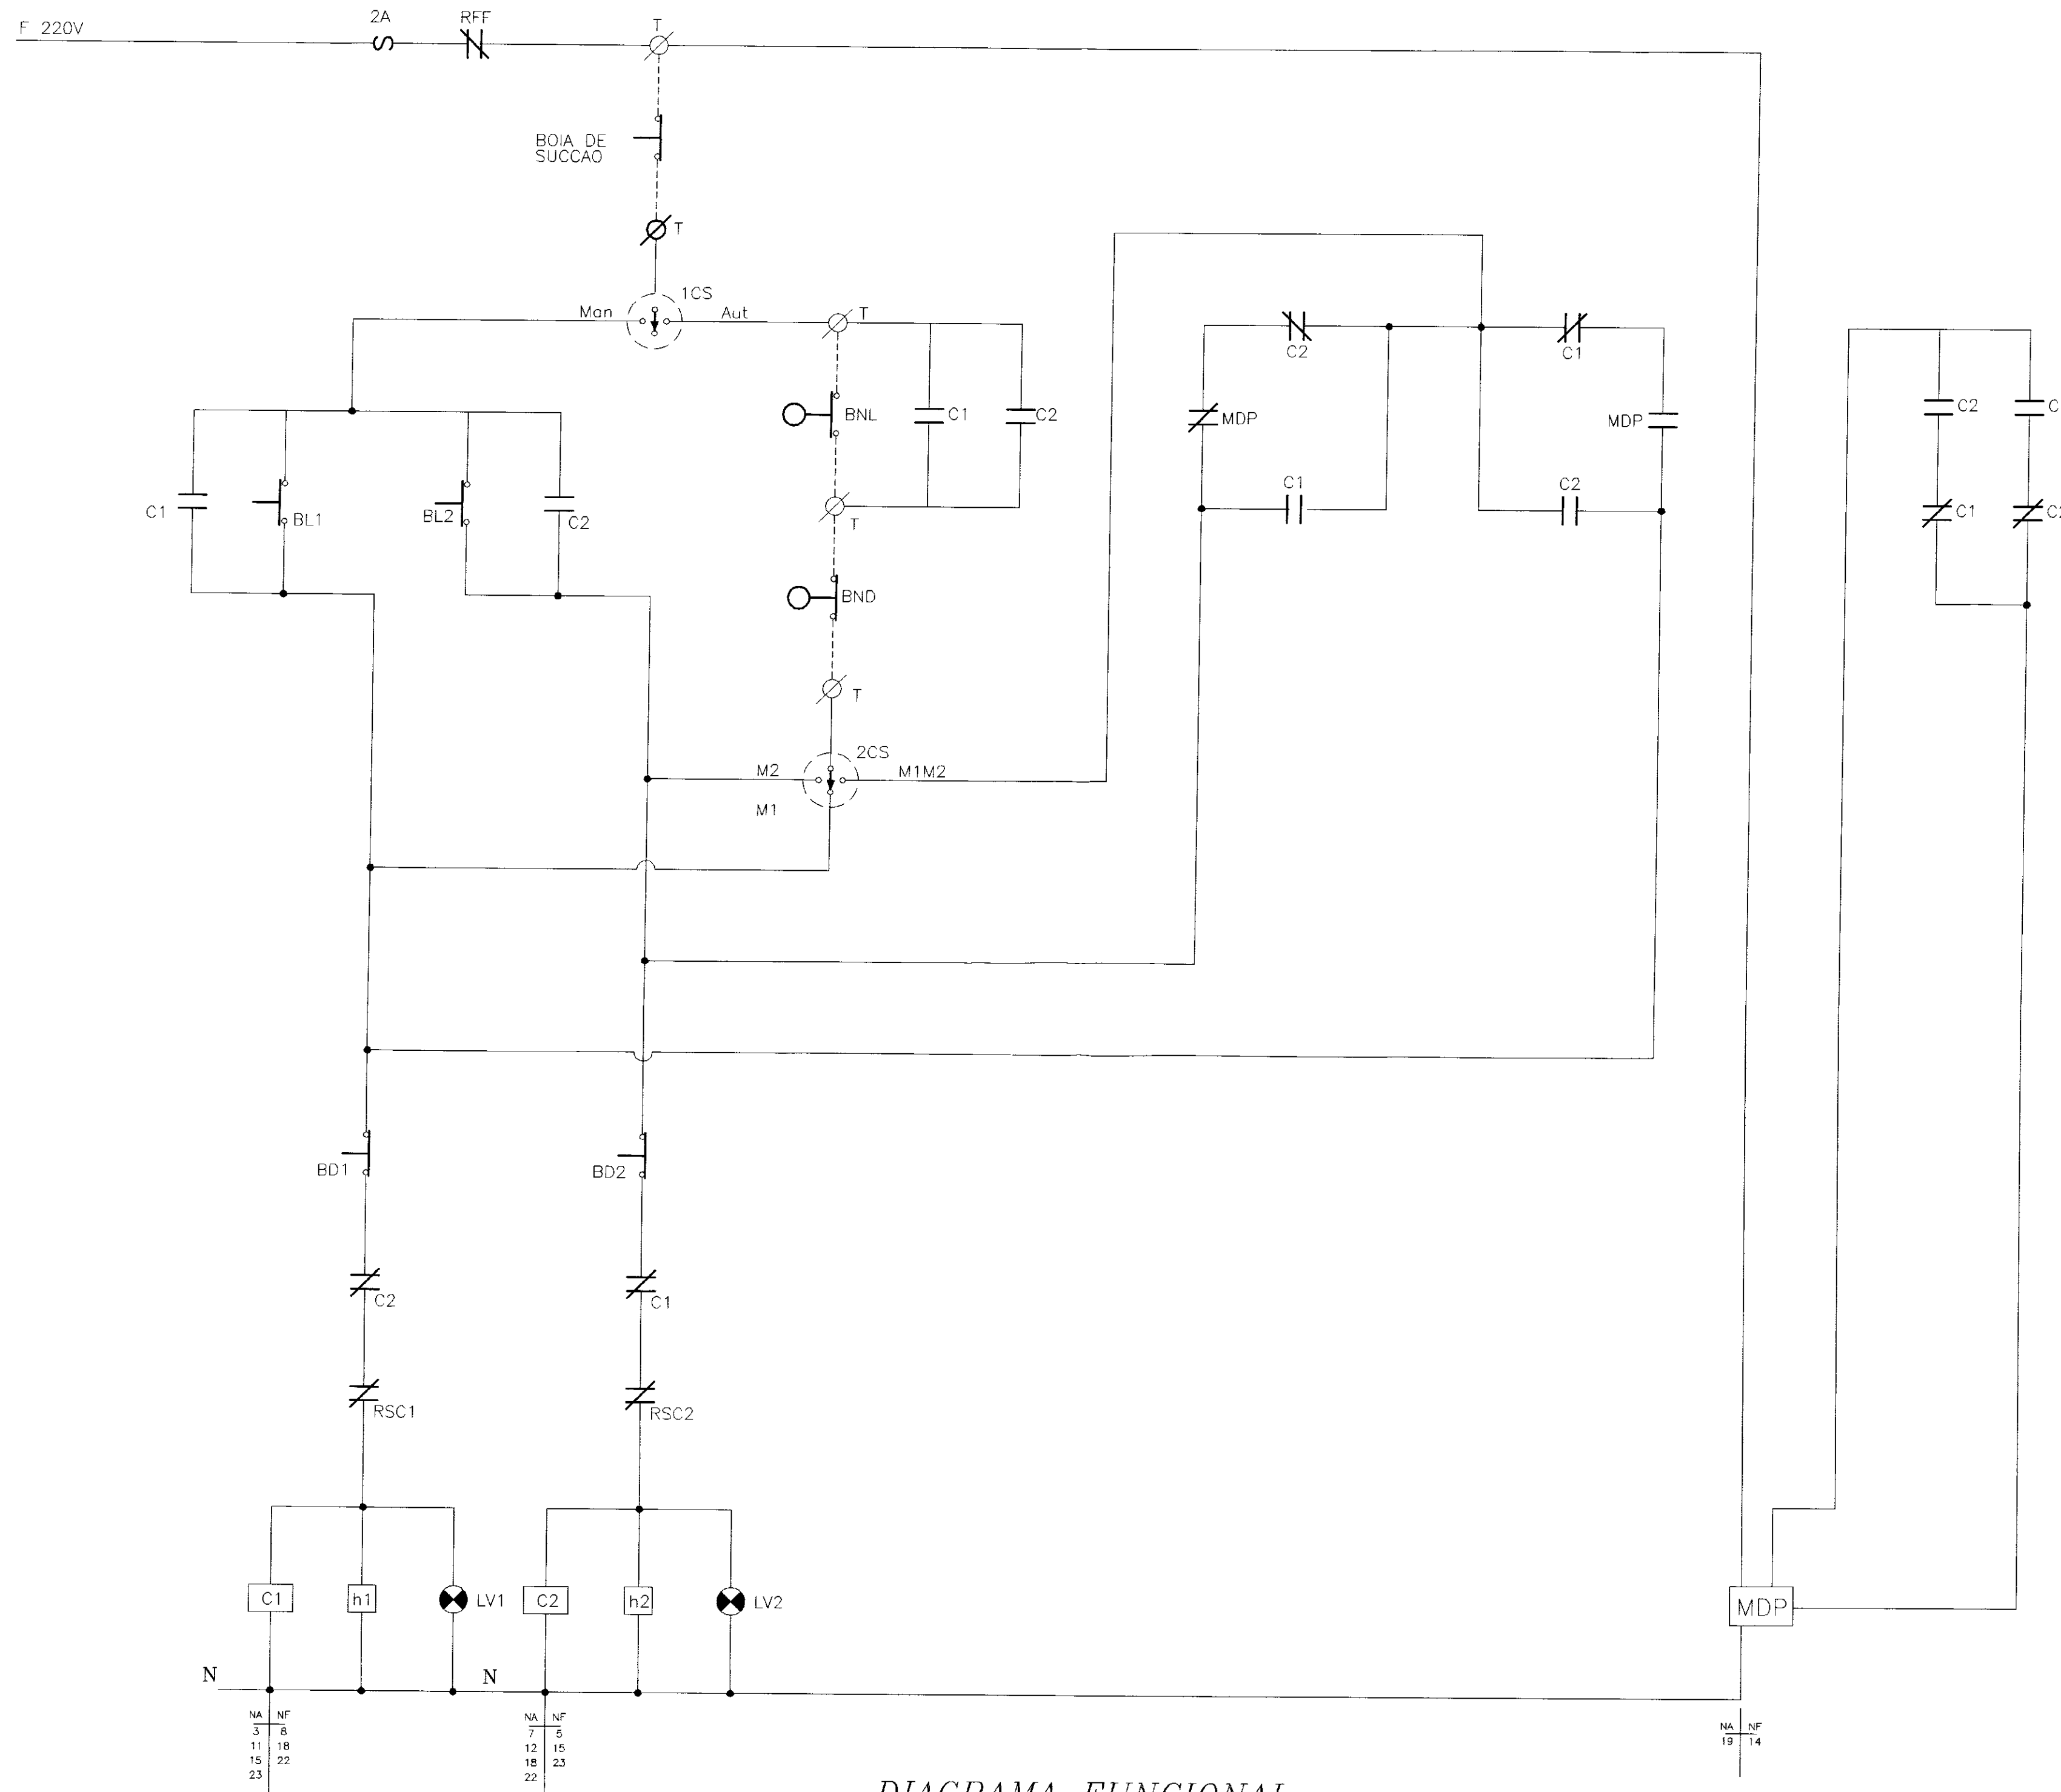 F 220V
2A
RFF
T
BOIA DE
SUCCAO
T
1CS
Man
Aut
T
C2
C1
BNL
C1
C2
MDP
MDP
C2
C1
BL1
BL2
C2
C1
C2
C1
T
BND
T
2CS
M2
M1M2
M1
BD1
BD2
C2
C1
RSC1
RSC2
C1
h1
LV1
C2
h2
LV2
MDP
N
N
NA NF
3 8
11 18
15 22
23
NA NF
7 5
12 15
18 23
22
NA NF
19 14